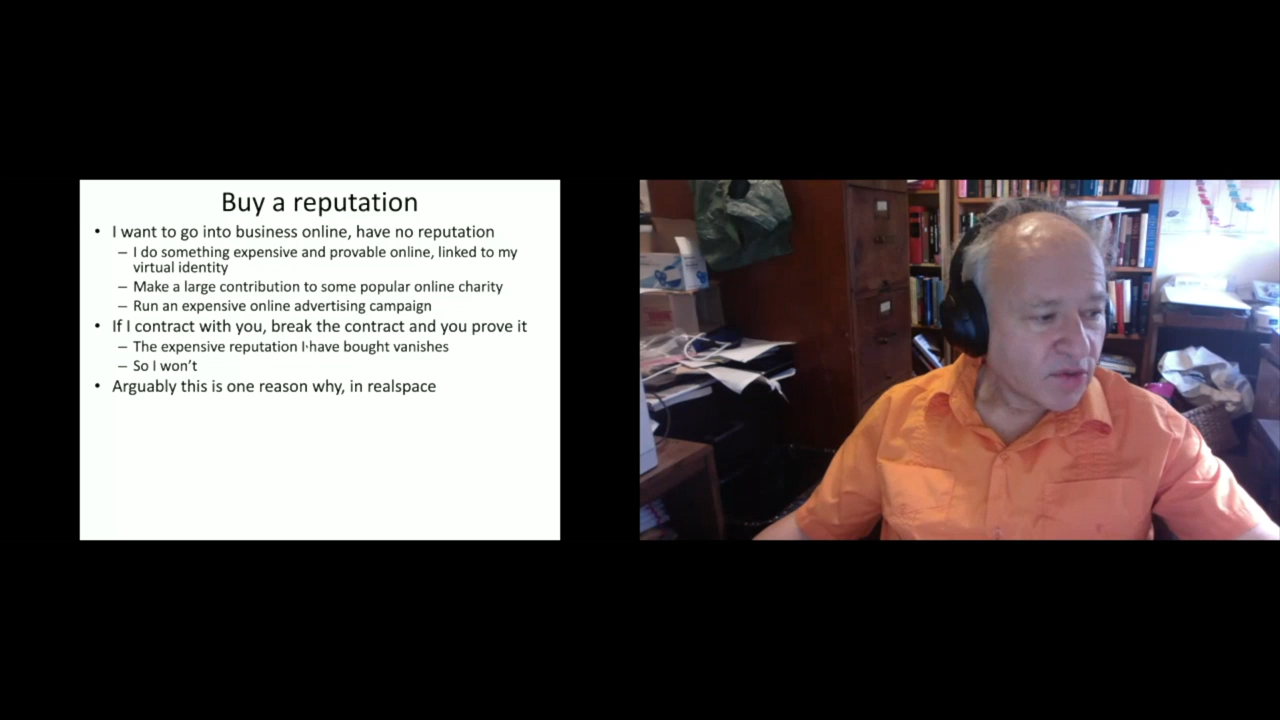 Buy a reputation
• I want to go into business online, have no reputation
– I do something expensive and provable online, linked to my
virtual identity
– Make a large contribution to some popular online charity
– Run an expensive online advertising campaign
• If I contract with you, break the contract and you prove it
– The expensive reputation I have bought vanishes
– So I won’t
• Arguably this is one reason why, in realspace